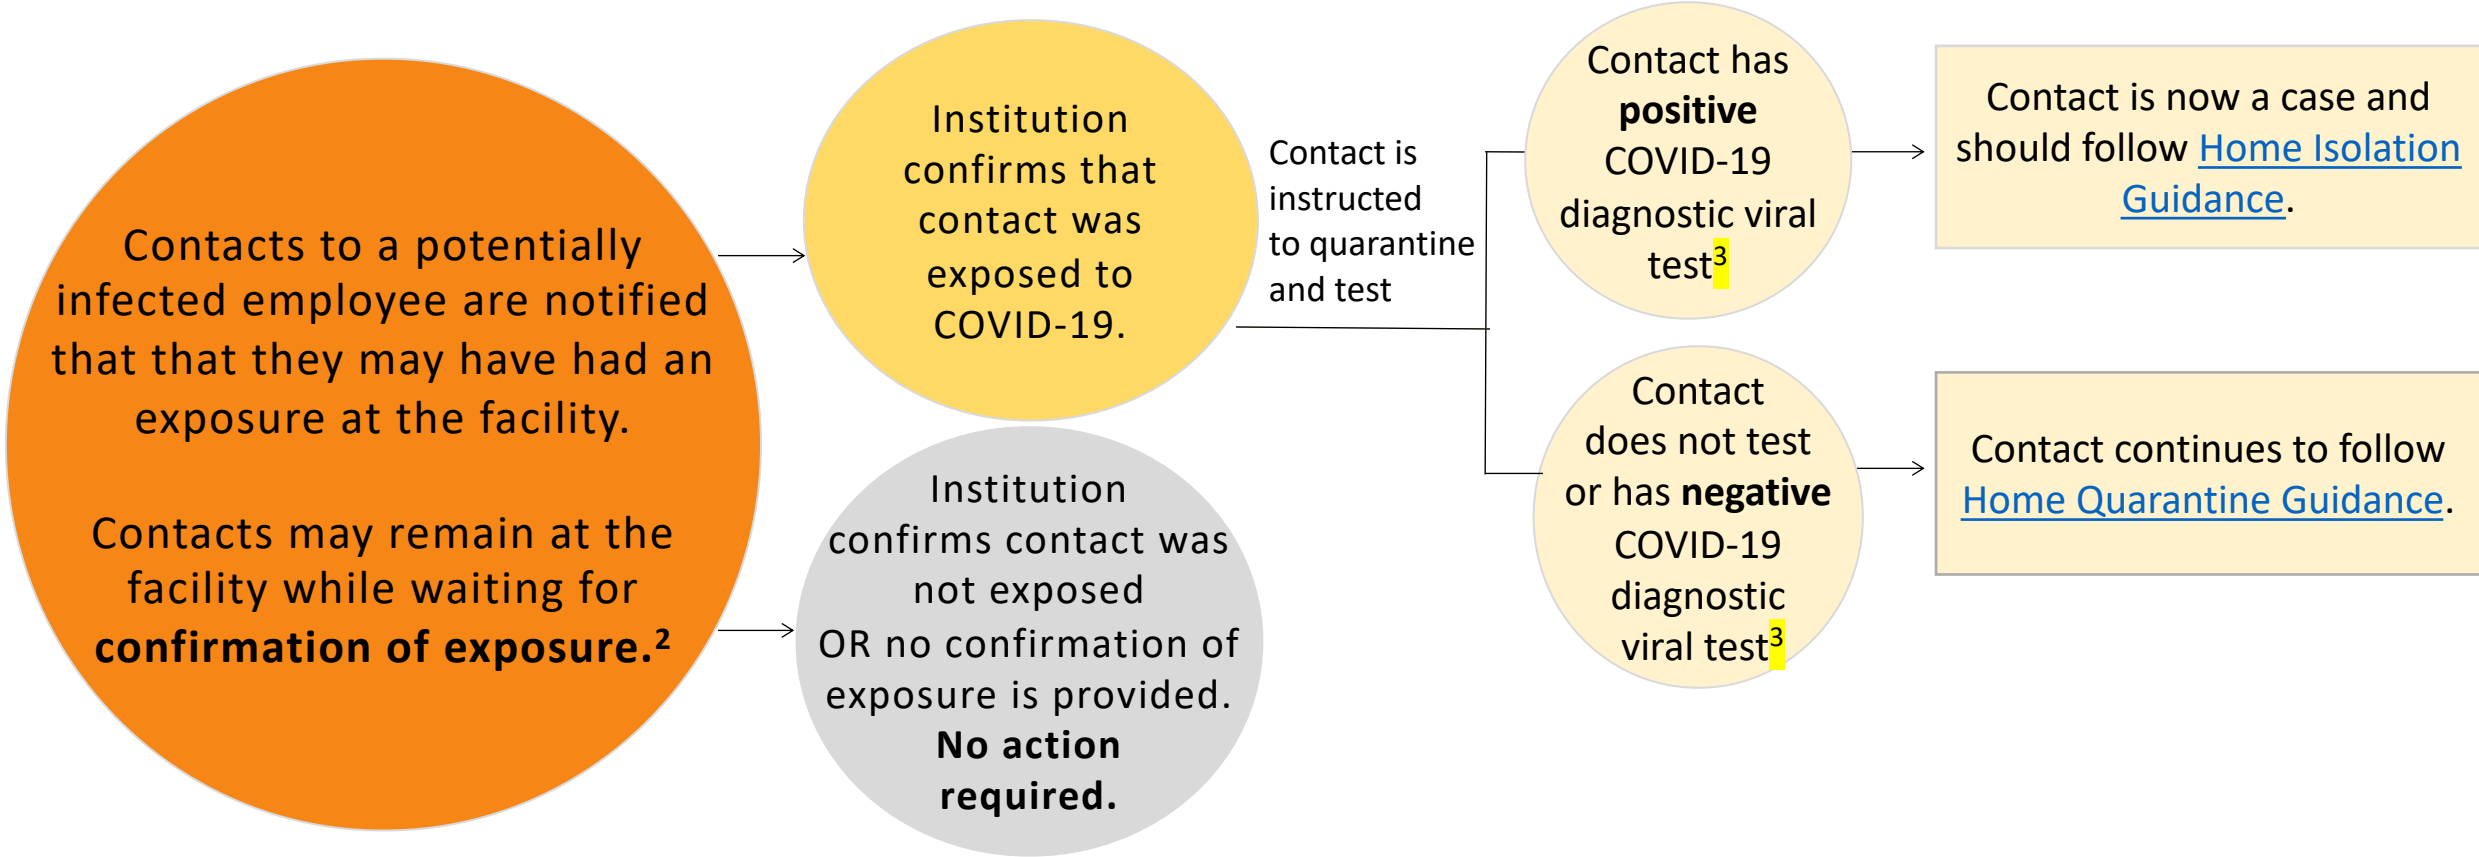 Contacts to a potentially
infected employee are notified
that that they may have had an
exposure at the facility.
Contacts may remain at the
facility while waiting for
confirmation of exposure.²
Institution
confirms that
contact was
exposed to
COVID-19.
Institution
confirms contact was
not exposed
OR no confirmation of
exposure is provided.
No action
required.
Contact is
instructed
to quarantine
and test
Contact has
positive
COVID-19
diagnostic viral
test³
Contact is now a case and
should follow Home Isolation
Guidance.
Contact
does not test
or has negative
COVID-19
diagnostic
viral test³
Contact continues to follow
Home Quarantine Guidance.